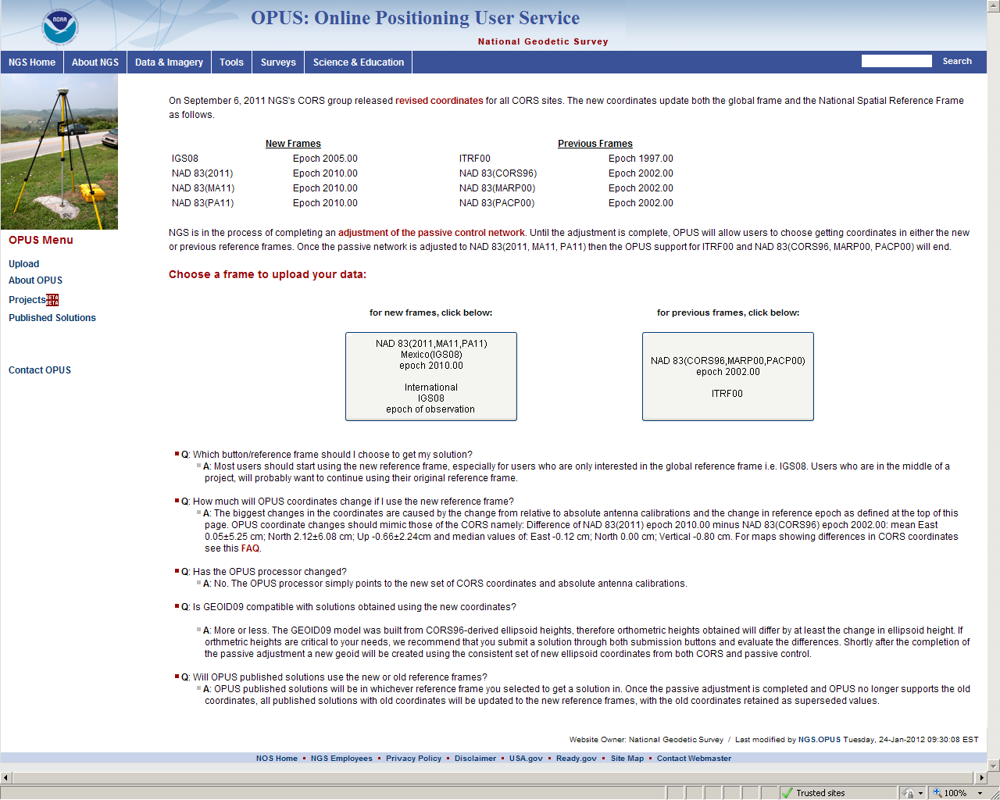 NOAA
OPUS: Online Positioning User Service
National Geodetic Survey
NGS Home
About NGS
Data & Imagery
Tools
Surveys
Science & Education
Search
On September 6, 2011 NGS's CORS group released revised coordinates for all CORS sites. The new coordinates update both the global frame and the National Spatial Reference Frame
as follows.
New Frames Previous Frames
IGS08 Epoch 2005.00 ITRF00 Epoch 1997.00
NAD 83(2011) Epoch 2010.00 NAD 83(CORS96) Epoch 2002.00
NAD 83(MA11) Epoch 2010.00 NAD 83(MARP00) Epoch 2002.00
NAD 83(PA11) Epoch 2010.00 NAD 83(PACP00) Epoch 2002.00
NGS is in the process of completing an adjustment of the passive control network. Until the adjustment is complete, OPUS will allow users to choose getting coordinates in either the new
or previous reference frames. Once the passive network is adjusted to NAD 83(2011, MA11, PA11) then the OPUS support for ITRF00 and NAD 83(CORS96, MARP00, PACP00) will end.
OPUS Menu
Upload
About OPUS
Projects BETA BETA
Published Solutions
Contact OPUS
Choose a frame to upload your data:
for new frames, click below:
NAD 83(2011,MA11,PA11)
Mexico(IGS08)
epoch 2010.00
International
IGS08
epoch of observation
for previous frames, click below:
NAD 83(CORS96,MARP00,PACP00)
epoch 2002.00
ITRF00
Q: Which button/reference frame should I choose to get my solution?
A: Most users should start using the new reference frame, especially for users who are only interested in the global reference frame i.e. IGS08. Users who are in the middle of a
project, will probably want to continue using their original reference frame.
Q: How much will OPUS coordinates change if I use the new reference frame?
A: The biggest changes in the coordinates are caused by the change from relative to absolute antenna calibrations and the change in reference epoch as defined at the top of this
page. OPUS coordinate changes should mimic those of the CORS namely: Difference of NAD 83(2011) epoch 2010.00 minus NAD 83(CORS96) epoch 2002.00: mean East
0.05±5.25 cm; North 2.12±6.08 cm; Up -0.66±2.24cm and median values of: East -0.12 cm; North 0.00 cm; Vertical -0.80 cm. For maps showing differences in CORS coordinates
see this FAQ.
Q: Has the OPUS processor changed?
A: No. The OPUS processor simply points to the new set of CORS coordinates and absolute antenna calibrations.
Q: Is GEOID09 compatible with solutions obtained using the new coordinates?
A: More or less. The GEOID09 model was built from CORS96-derived ellipsoid heights, therefore orthometric heights obtained will differ by at least the change in ellipsoid height. If
orthmetric heights are critical to your needs, we recommend that you submit a solution through both submission buttons and evaluate the differences. Shortly after the completion of
the passive adjustment a new geoid will be created using the consistent set of new ellipsoid coordinates from both CORS and passive control.
Q: Will OPUS published solutions use the new or old reference frames?
A: OPUS published solutions will be in whichever reference frame you selected to get a solution in. Once the passive adjustment is completed and OPUS no longer supports the old
coordinates, all published solutions with old coordinates will be updated to the new reference frames, with the old coordinates retained as superseded values.
Website Owner: National Geodetic Survey / Last modified by NGS.OPUS Tuesday, 24-Jan-2012 09:30:08 EST
NOS Home ▪ NGS Employees ▪ Privacy Policy ▪ Disclaimer ▪ USA.gov ▪ Ready.gov ▪ Site Map ▪ Contact Webmaster
Trusted sites
100%